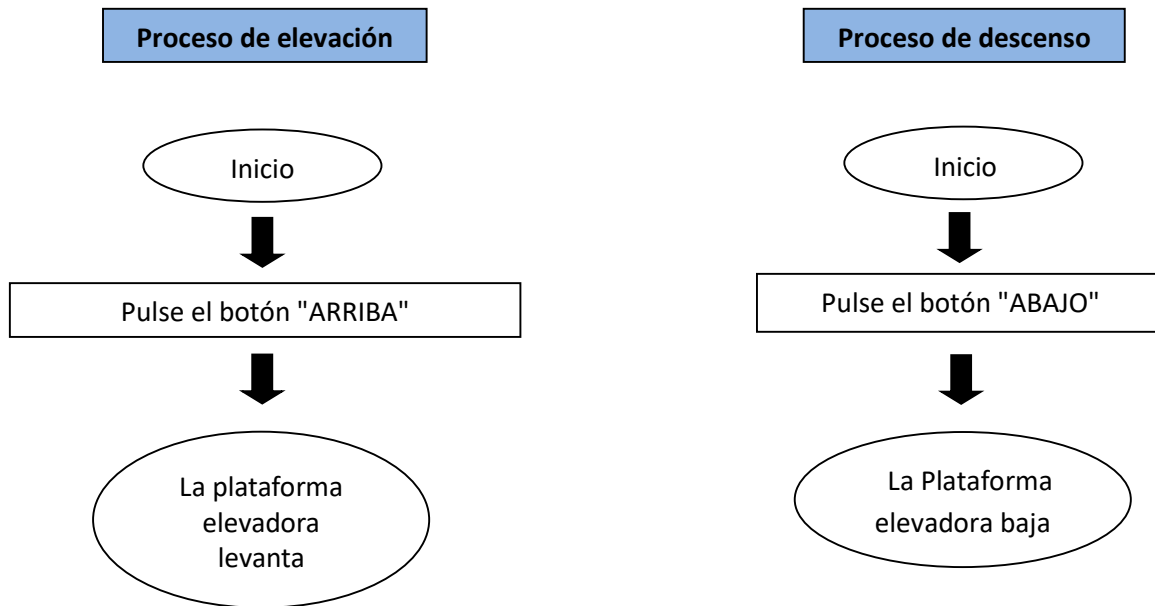 Proceso de elevación
Inicio
Pulse el botón "ARRIBA"
La plataforma
elevadora
levanta
Proceso de descenso
Inicio
Pulse el botón "ABAJO"
La Plataforma
elevadora baja